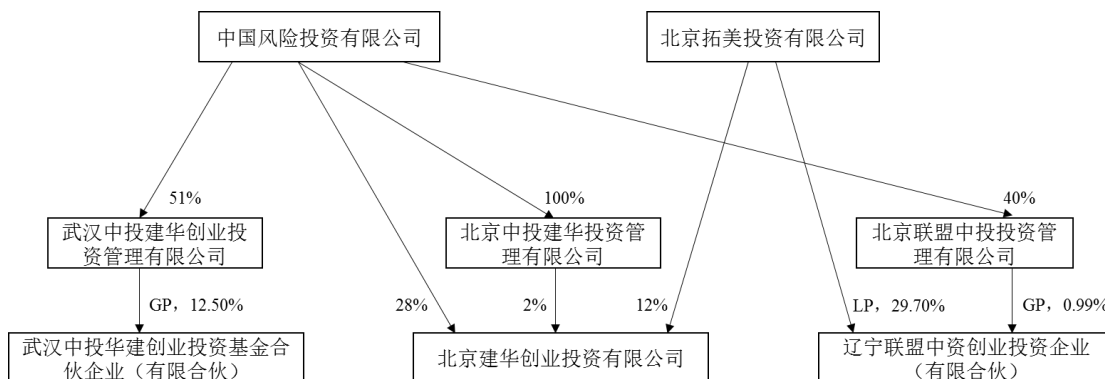 中国风险投资有限公司
北京拓美投资有限公司
51%
100%
40%
武汉中投建华创业投
资管理有限公司
北京中投建华投资管
理有限公司
北京联盟中投投资管
理有限公司
GP，12.50%
28%
2%
12%
LP，29.70%
GP，0.99%
武汉中投华建创业投资基金合
伙企业（有限合伙）
北京建华创业投资有限公司
辽宁联盟中资创业投资企业
（有限合伙）